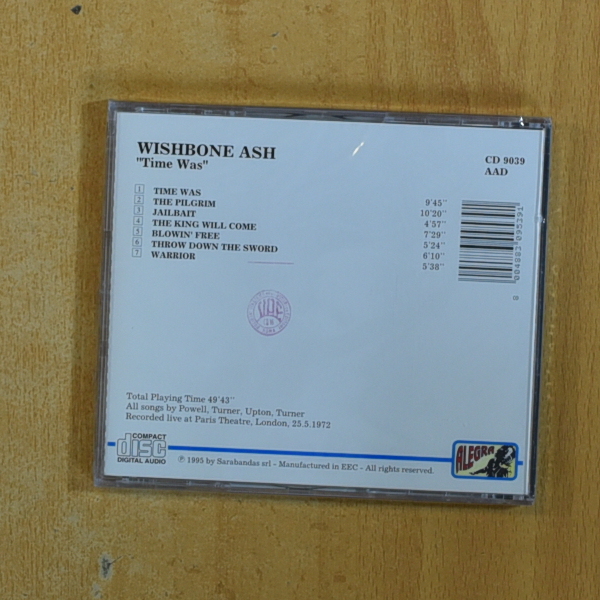 WISHBONE ASH
"Time Was"
CD 9039
AAD
1 TIME WAS 9'45''
2 THE PILGRIM 10'20''
3 JAILBAIT 4'57''
4 THE KING WILL COME 7'29''
5 BLOWIN' FREE 5'24''
6 THROW DOWN THE SWORD 6'10''
7 WARRIOR 5'38''
8 004883 095391
Total Playing Time 49'43''
All songs by Powell, Turner, Upton, Turner
Recorded live at Paris Theatre, London, 25.5.1972
COMPACT
disc
DIGITAL AUDIO
℗ 1995 by Sarabandas srl - Manufactured in EEC - All rights reserved.
ALEGRA